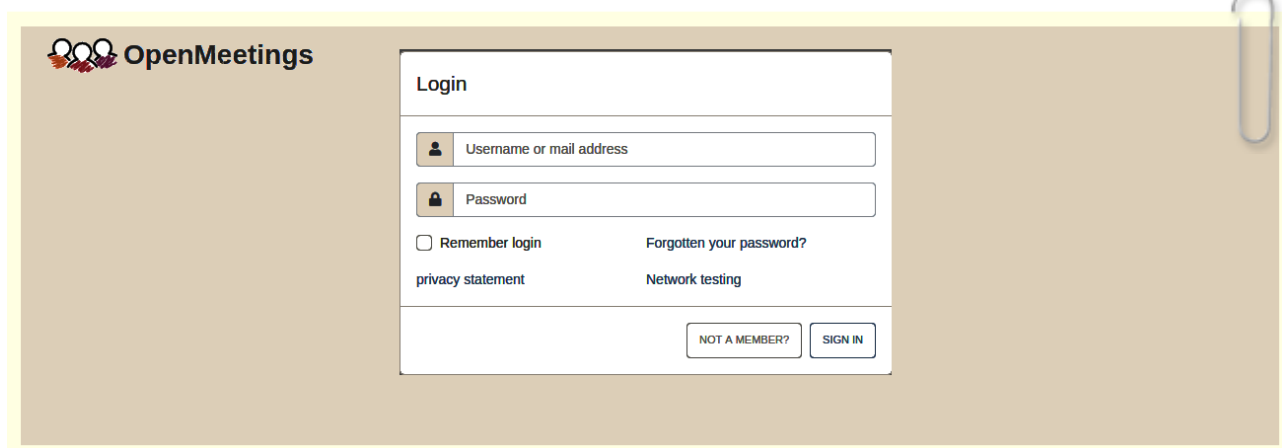 OpenMeetings
Login
Username or mail address
Password
Remember login
Forgotten your password?
privacy statement
Network testing
NOT A MEMBER?
SIGN IN